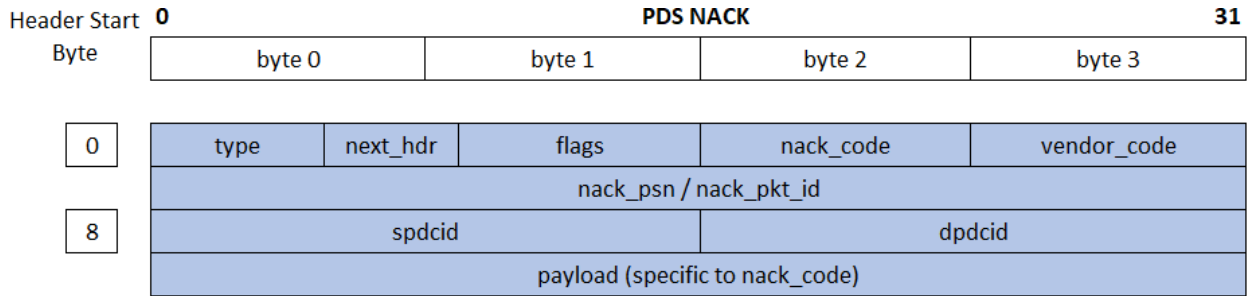 Header Start 0 PDS NACK 31
Byte byte 0 byte 1 byte 2 byte 3
0 type next_hdr flags nack_code vendor_code
nack_psn / nack_pkt_id
8 spdcid dpdcid
payload (specific to nack_code)